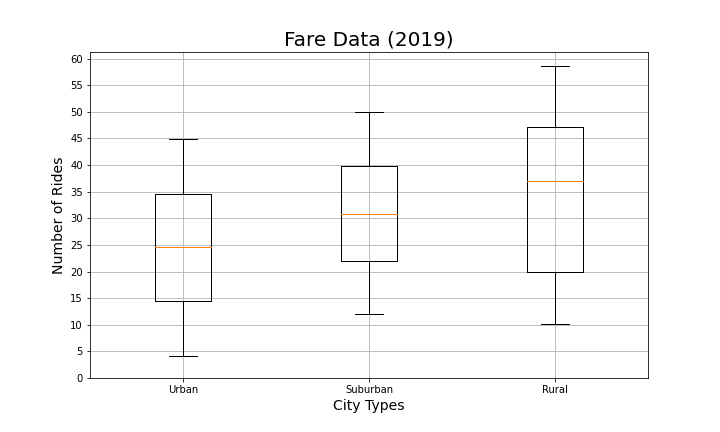 Fare Data (2019)
Number of Rides
60
55
50
45
40
35
30
25
20
15
10
5
0
Urban
Suburban
Rural
City Types